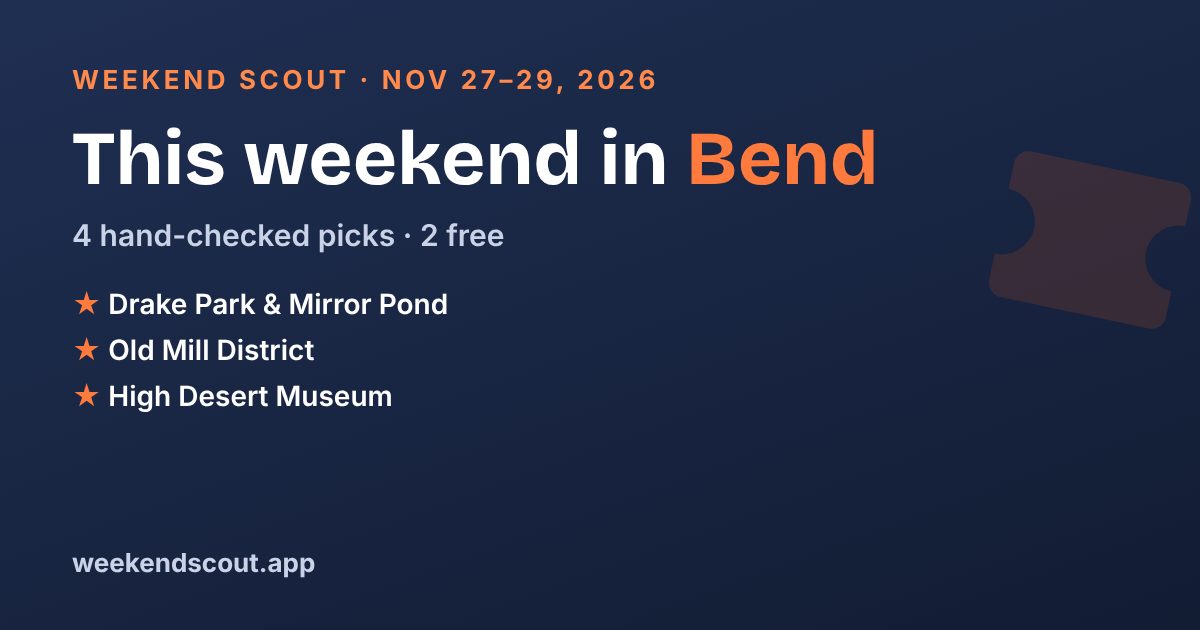 WEEKEND SCOUT · NOV 27–29, 2026
This weekend in Bend
4 hand-checked picks · 2 free
★ Drake Park & Mirror Pond
★ Old Mill District
★ High Desert Museum
weekendscout.app